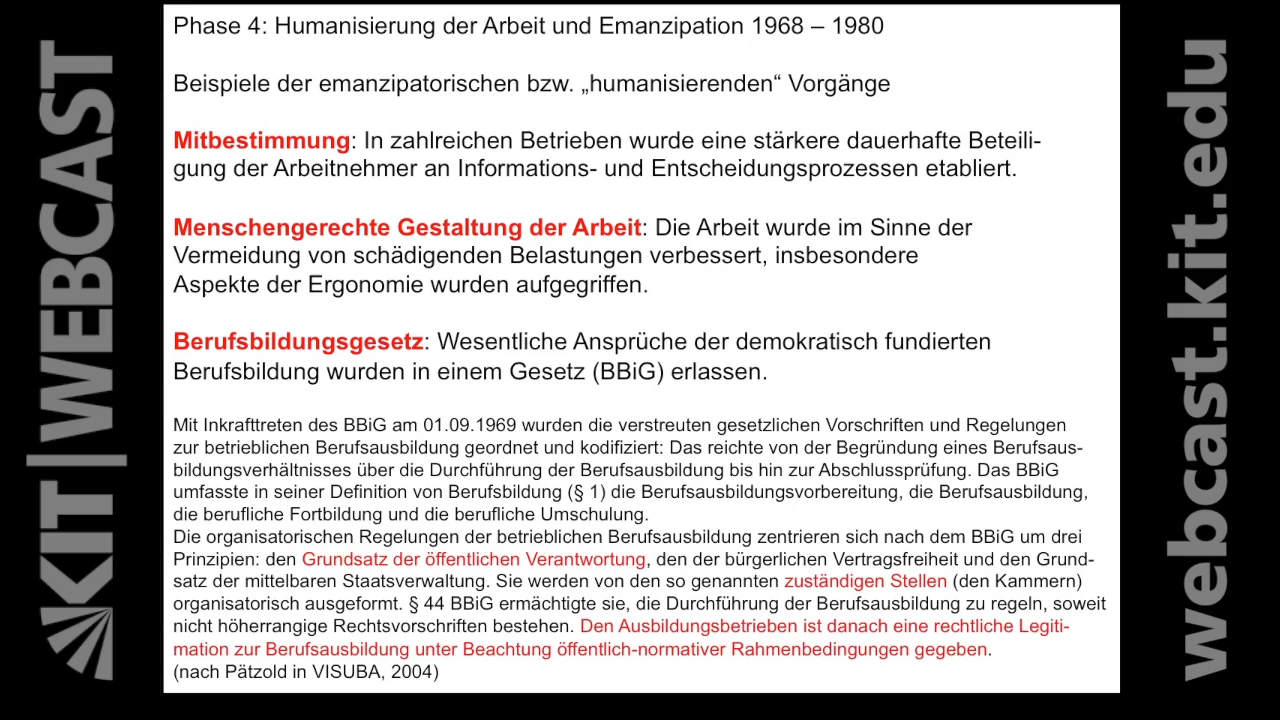 Phase 4: Humanisierung der Arbeit und Emanzipation 1968 – 1980
Beispiele der emanzipatorischen bzw. „humanisierenden“ Vorgänge
Mitbestimmung: In zahlreichen Betrieben wurde eine stärkere dauerhafte Beteili-
gung der Arbeitnehmer an Informations- und Entscheidungsprozessen etabliert.
Menschengerechte Gestaltung der Arbeit: Die Arbeit wurde im Sinne der
Vermeidung von schädigenden Belastungen verbessert, insbesondere
Aspekte der Ergonomie wurden aufgegriffen.
Berufsbildungsgesetz: Wesentliche Ansprüche der demokratisch fundierten
Berufsbildung wurden in einem Gesetz (BBiG) erlassen.
Mit Inkrafttreten des BBiG am 01.09.1969 wurden die verstreuten gesetzlichen Vorschriften und Regelungen
zur betrieblichen Berufsausbildung geordnet und kodifiziert: Das reichte von der Begründung eines Berufsaus-
bildungsverhältnisses über die Durchführung der Berufsausbildung bis hin zur Abschlussprüfung. Das BBiG
umfasste in seiner Definition von Berufsbildung (§ 1) die Berufsausbildungsvorbereitung, die Berufsausbildung,
die berufliche Fortbildung und die berufliche Umschulung.
Die organisatorischen Regelungen der betrieblichen Berufsausbildung zentrieren sich nach dem BBiG um drei
Prinzipien: den Grundsatz der öffentlichen Verantwortung, den der bürgerlichen Vertragsfreiheit und den Grund-
satz der mittelbaren Staatsverwaltung. Sie werden von den so genannten zuständigen Stellen (den Kammern)
organisatorisch ausgeformt. § 44 BBiG ermächtigte sie, die Durchführung der Berufsausbildung zu regeln, soweit
nicht höherrangige Rechtsvorschriften bestehen. Den Ausbildungsbetrieben ist danach eine rechtliche Legiti-
mation zur Berufsausbildung unter Beachtung öffentlich-normativer Rahmenbedingungen gegeben.
(nach Pätzold in VISUBA, 2004)
KIT | WEBCAST
webcast.kit.edu